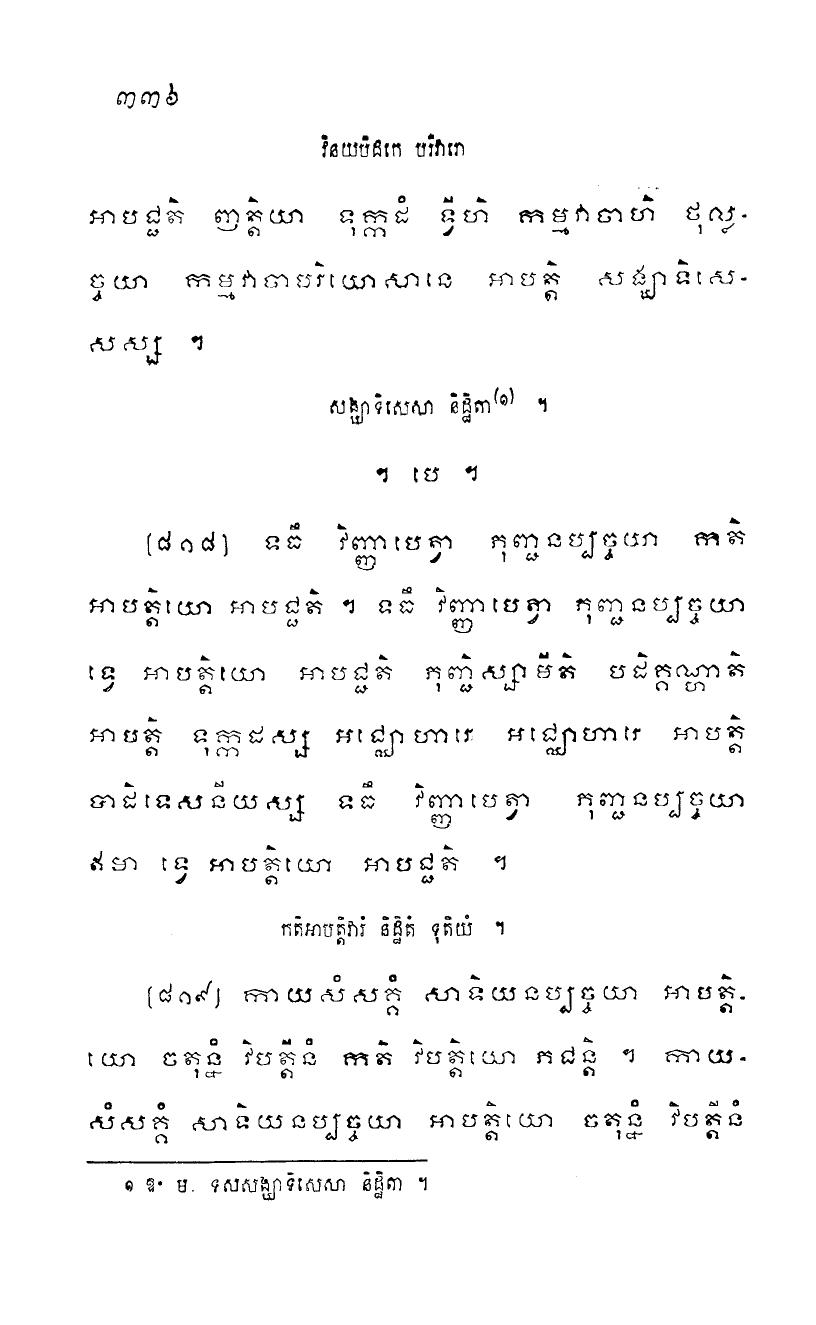 ៣៣៦
វិនយបិដកេ បរិវារោ
អាបជ្ជតិ ញត្តិយា ទុក្កដំ ទ្វីហិ កម្មវាចាហិ ថុល្ល-
ច្ចយា កម្មវាចាបរិយោសានេ អាបត្តិ សង្ឃាទិសេ-
សស្ស ។
សង្ឃាទិសេសា និដ្ឋិតា(១) ។
។ បេ ។
[៨១៨] ទធឹ វិញ្ញាបេត្វា ភុញ្ជនប្បច្ចយា កតិ
អាបត្តិយោ អាបជ្ជតិ ។ ទធឹ វិញ្ញាបេត្វា ភុញ្ជនប្បច្ចយា
ទ្វេ អាបត្តិយោ អាបជ្ជតិ ភុញ្ជិស្សាមីតិ បដិគ្គណ្ហាតិ
អាបត្តិ ទុក្កដស្ស អជ្ឈោហារេ អជ្ឈោហារេ អាបត្តិ
បាដិទេសនីយស្ស ទធឹ វិញ្ញាបេត្វា ភុញ្ជនប្បច្ចយា
ឥមា ទ្វេ អាបត្តិយោ អាបជ្ជតិ ។
កតិអាបត្តិវារំ និដ្ឋិតំ ទុតិយំ ។
[៨១៩] កាយសំសគ្គំ សាទិយនប្បច្ចយា អាបត្តិ-
យោ ចតុន្នំ វិបត្តីនំ កតិ វិបត្តិយោ ភជន្តិ ។ កាយ-
សំសគ្គំ សាទិយនប្បច្ចយា អាបត្តិយោ ចតុន្នំ វិបត្តីនំ
១ ឱ. ម. ទសសង្ឃាទិសេសា និដ្ឋិតា ។